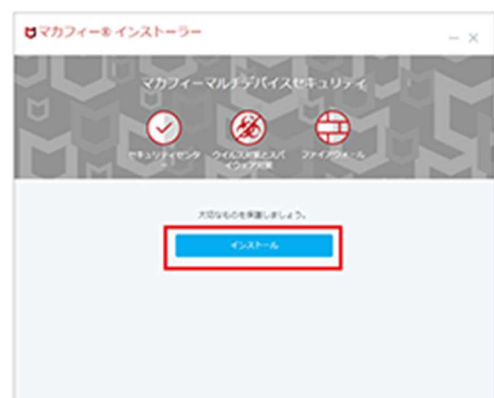 マカフィー® インストーラー
マカフィーマルチデバイスセキュリティ
セキュリティセンター
ウイルス対策とスパイウェア対策
ファイアウォール
大切なものを保護しましょう。
インストール